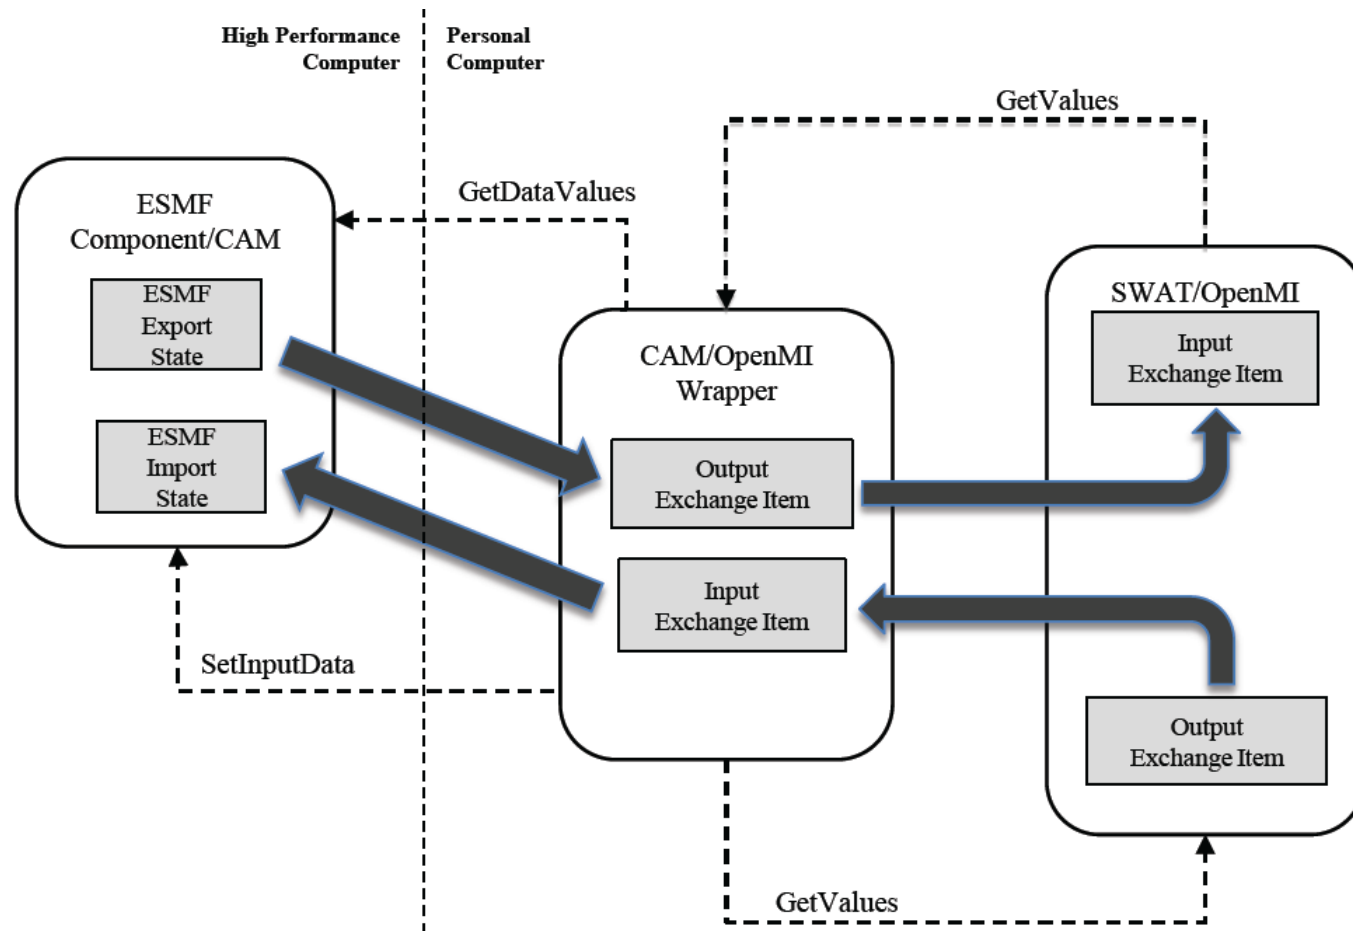 High Performance
Computer
Personal
Computer
GetValues
GetDataValues
ESMF
Component/CAM
ESMF
Export
State
ESMF
Import
State
SetInputData
CAM/OpenMI
Wrapper
Output
Exchange Item
Input
Exchange Item
SWAT/OpenMI
Input
Exchange Item
Output
Exchange Item
GetValues